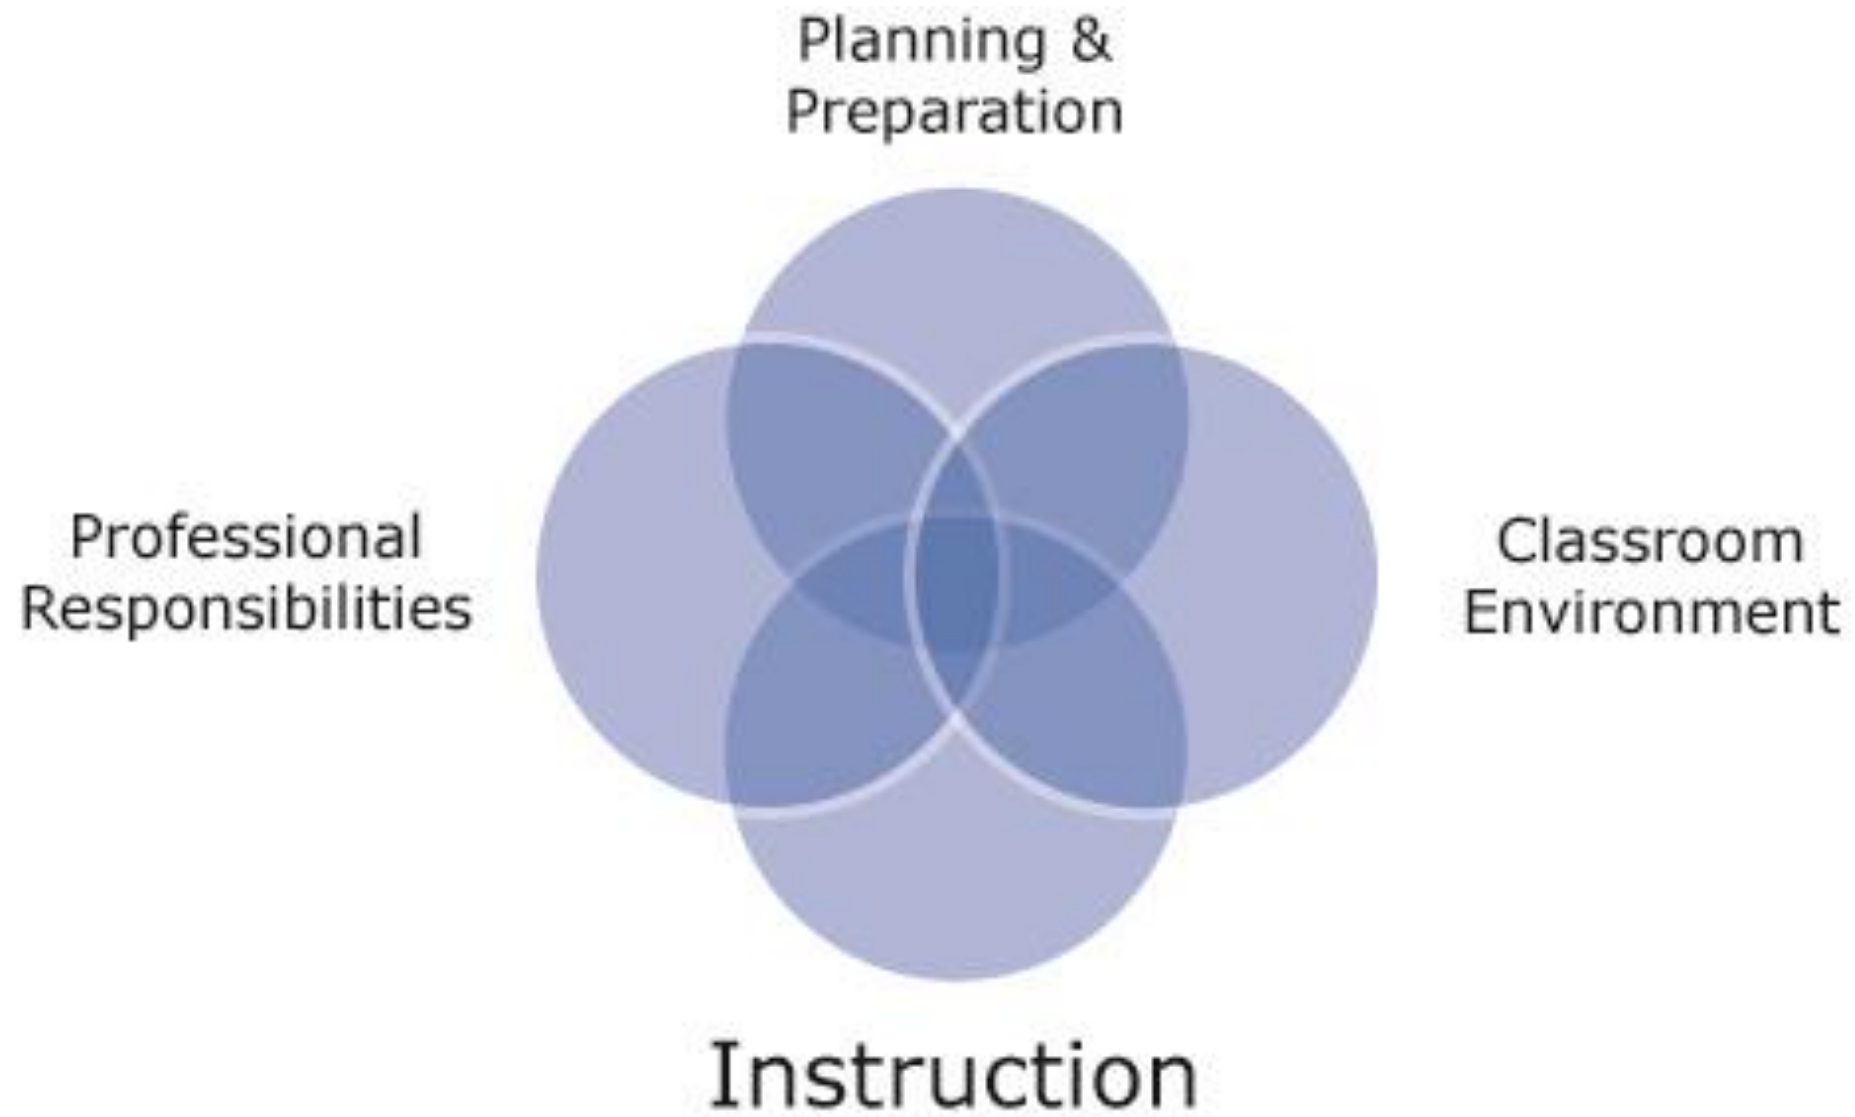 Planning &
Preparation
Professional
Responsibilities
Classroom
Environment
Instruction